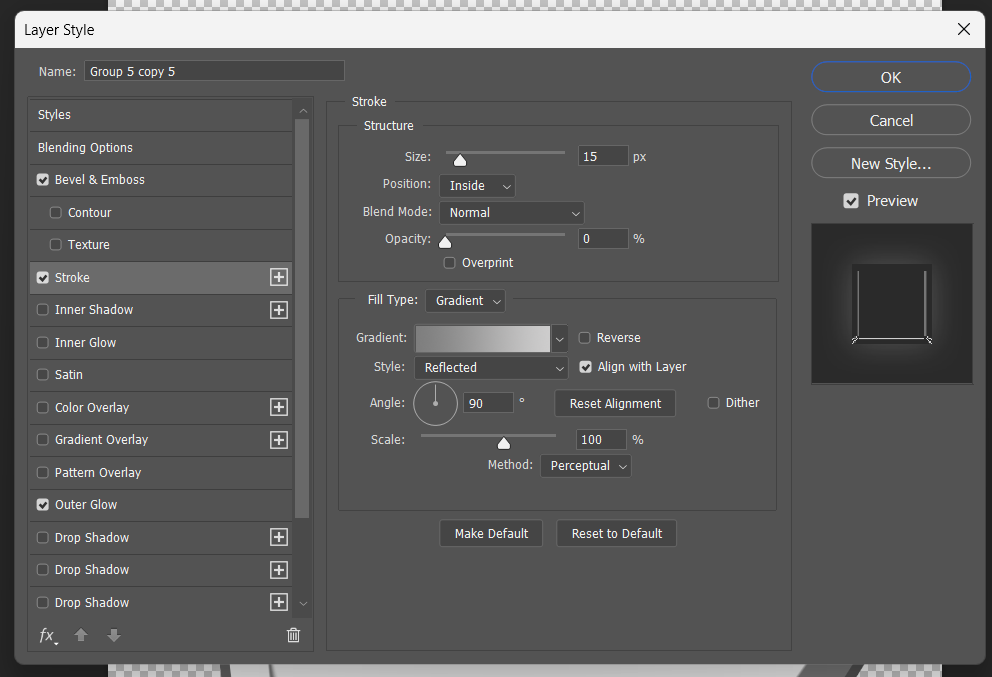 Layer Style
Name: Group 5 copy 5
Styles
Blending Options
Bevel & Emboss
Contour
Texture
Stroke
Inner Shadow
Inner Glow
Satin
Color Overlay
Gradient Overlay
Pattern Overlay
Outer Glow
Drop Shadow
Drop Shadow
Drop Shadow
fx
Stroke
Structure
Size: 15 px
Position: Inside
Blend Mode: Normal
Opacity: 0 %
Overprint
Fill Type: Gradient
Gradient: Reverse
Style: Reflected Align with Layer
Angle: 90 ° Reset Alignment Dither
Scale: 100 %
Method: Perceptual
Make Default Reset to Default
OK
Cancel
New Style...
Preview